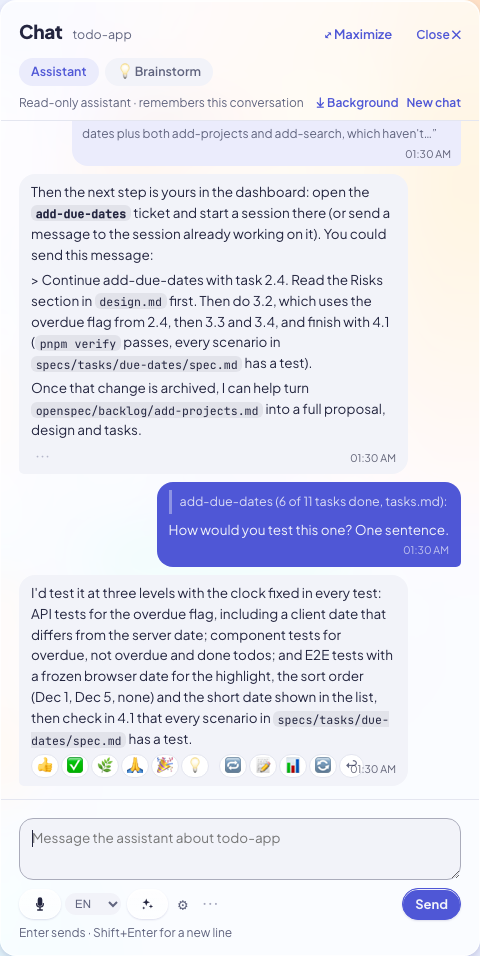 Chat todo-app Maximize Close
Assistant 💡 Brainstorm
Read-only assistant · remembers this conversation Background New chat
dates plus both add-projects and add-search, which haven't…"
01:30 AM
Then the next step is yours in the dashboard: open the
add-due-dates ticket and start a session there (or send a
message to the session already working on it). You could
send this message:
> Continue add-due-dates with task 2.4. Read the Risks
section in design.md first. Then do 3.2, which uses the
overdue flag from 2.4, then 3.3 and 3.4, and finish with 4.1
( pnpm verify passes, every scenario in
specs/tasks/due-dates/spec.md has a test).
Once that change is archived, I can help turn
openspec/backlog/add-projects.md into a full proposal,
design and tasks.
··· 01:30 AM
add-due-dates (6 of 11 tasks done, tasks.md):
How would you test this one? One sentence.
01:30 AM
I'd test it at three levels with the clock fixed in every test:
API tests for the overdue flag, including a client date that
differs from the server date; component tests for
overdue, not overdue and done todos; and E2E tests with
a frozen browser date for the highlight, the sort order
(Dec 1, Dec 5, none) and the short date shown in the list,
then check in 4.1 that every scenario in specs/tasks/due-
dates/spec.md has a test.
01:30 AM
Message the assistant about todo-app
EN ··· Send
Enter sends · Shift+Enter for a new line